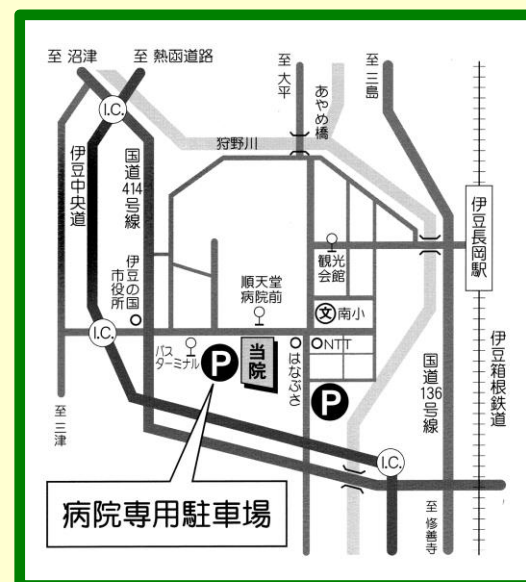 至 沼津
至 熱函道路
至 大平
あやめ橋
至 三島
I.C.
狩野川
伊豆中央道
国道414号線
伊豆長岡駅
観光
会館
伊豆の国
市役所
順天堂
病院前
文 南小
I.C.
バス
ターミナル
P
当院
はなぶさ
NTT
P
国道136号線
伊豆箱根鉄道
至 三津
I.C.
病院専用駐車場
至 修善寺